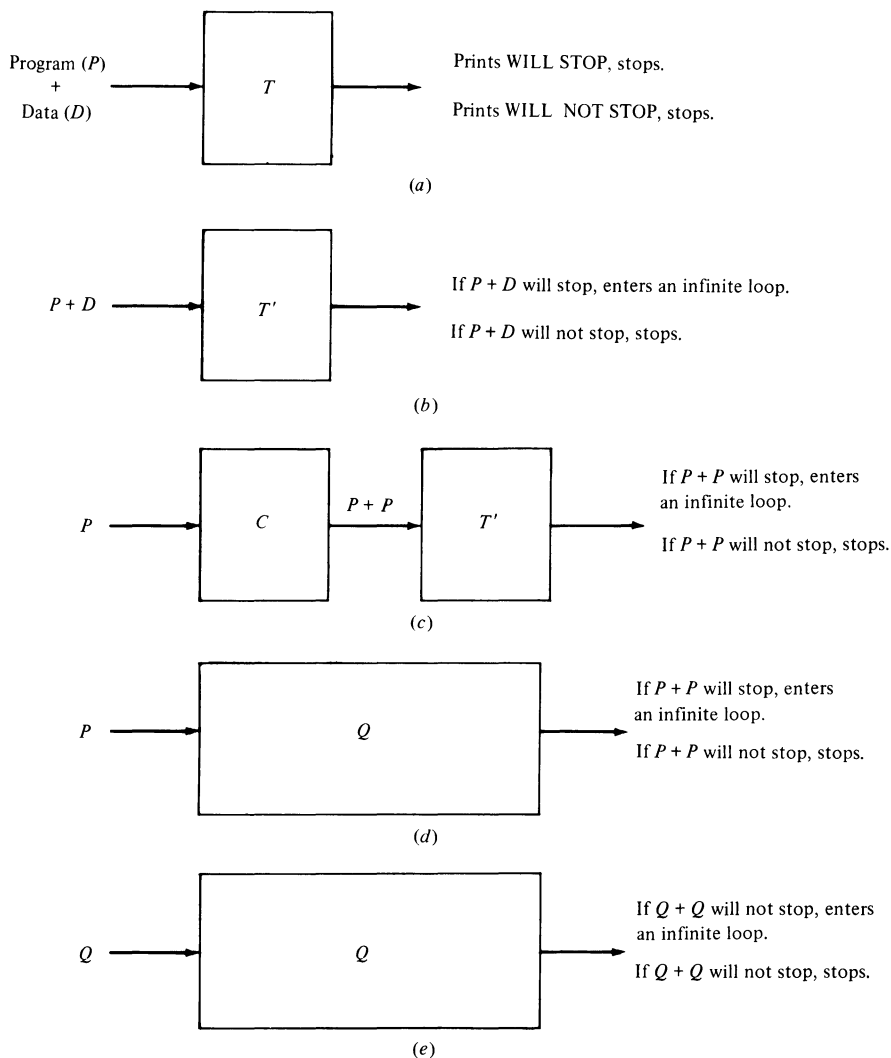 Program (P)
+
Data (D)
T
Prints WILL STOP, stops.
Prints WILL NOT STOP, stops.
(a)
P + D
T'
If P + D will stop, enters an infinite loop.
If P + D will not stop, stops.
(b)
P
C
P + P
T'
If P + P will stop, enters
an infinite loop.
If P + P will not stop, stops.
(c)
P
Q
If P + P will stop, enters
an infinite loop.
If P + P will not stop, stops.
(d)
Q
Q
If Q + Q will not stop, enters
an infinite loop.
If Q + Q will not stop, stops.
(e)